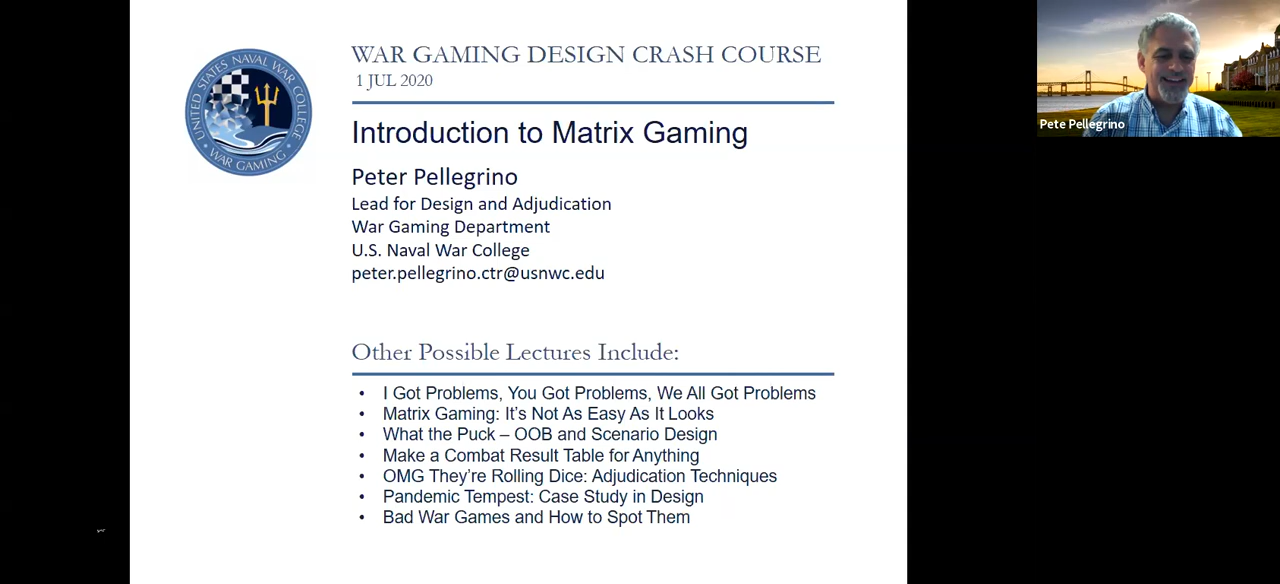 UNITED STATES NAVAL WAR COLLEGE
• WAR GAMING •
WAR GAMING DESIGN CRASH COURSE
1 JUL 2020
Introduction to Matrix Gaming
Peter Pellegrino
Lead for Design and Adjudication
War Gaming Department
U.S. Naval War College
peter.pellegrino.ctr@usnwc.edu
Other Possible Lectures Include:
• I Got Problems, You Got Problems, We All Got Problems
• Matrix Gaming: It's Not As Easy As It Looks
• What the Puck – OOB and Scenario Design
• Make a Combat Result Table for Anything
• OMG They're Rolling Dice: Adjudication Techniques
• Pandemic Tempest: Case Study in Design
• Bad War Games and How to Spot Them
Pete Pellegrino